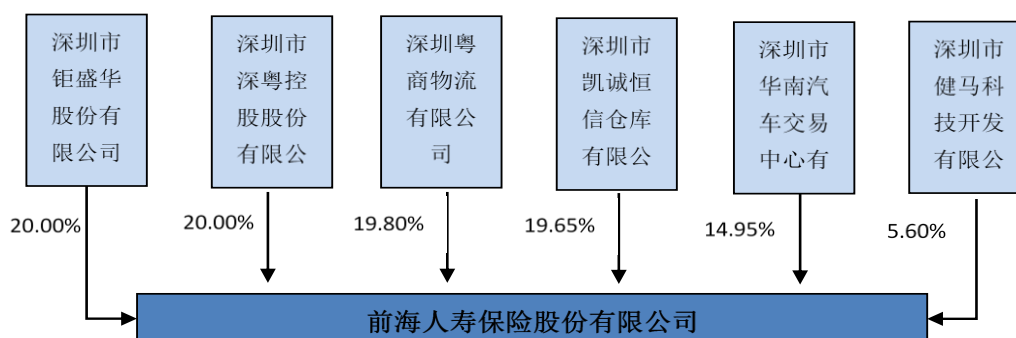 深圳市
钜盛华
股份有
限公司
深圳市
深粤控
股股份
有限公
深圳粤
商物流
有限公
司
深圳市
凯诚恒
信仓库
有限公
深圳市
华南汽
车交易
中心有
深圳市
健马科
技开发
有限公
20.00%
20.00%
19.80%
19.65%
14.95%
5.60%
前海人寿保险股份有限公司